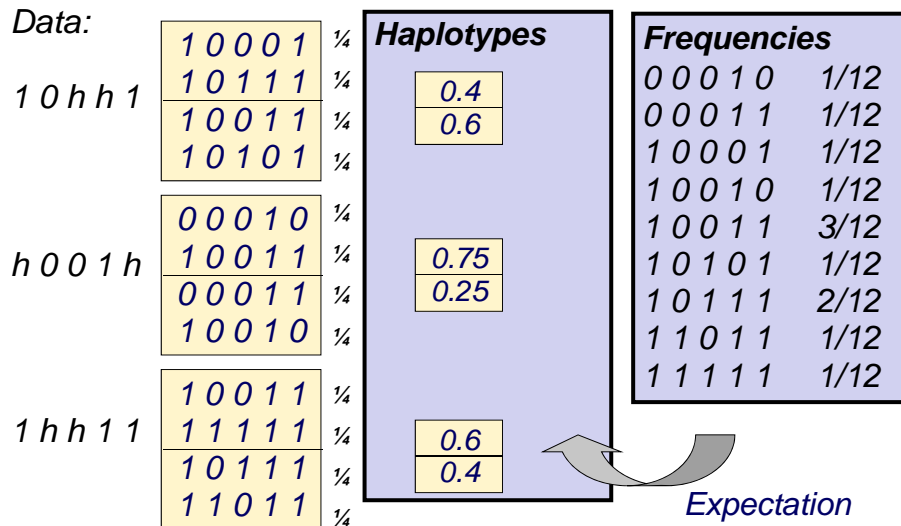 Data:
1 0 h h 1
1 0 0 0 1 ¼
1 0 1 1 1 ¼
1 0 0 1 1 ¼
1 0 1 0 1 ¼
h 0 0 1 h
0 0 0 1 0 ¼
1 0 0 1 1 ¼
0 0 0 1 1 ¼
1 0 0 1 0 ¼
1 h h 1 1
1 0 0 1 1 ¼
1 1 1 1 1 ¼
1 0 1 1 1 ¼
1 1 0 1 1 ¼
Haplotypes
0.4
0.6
0.75
0.25
0.6
0.4
Frequencies
0 0 0 1 0 1/12
0 0 0 1 1 1/12
1 0 0 0 1 1/12
1 0 0 1 0 1/12
1 0 0 1 1 3/12
1 0 1 0 1 1/12
1 0 1 1 1 2/12
1 1 0 1 1 1/12
1 1 1 1 1 1/12
Expectation